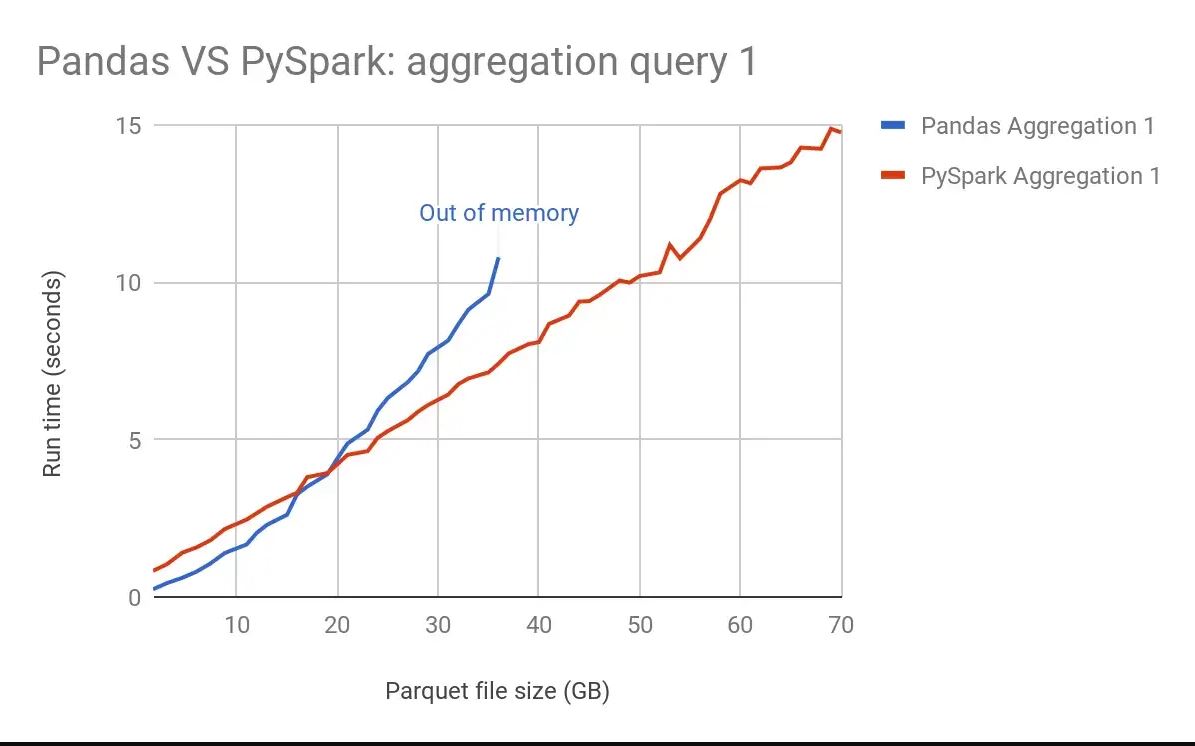 Pandas VS PySpark: aggregation query 1
15
Pandas Aggregation 1
PySpark Aggregation 1
Out of memory
10
Run time (seconds)
5
0
10 20 30 40 50 60 70
Parquet file size (GB)